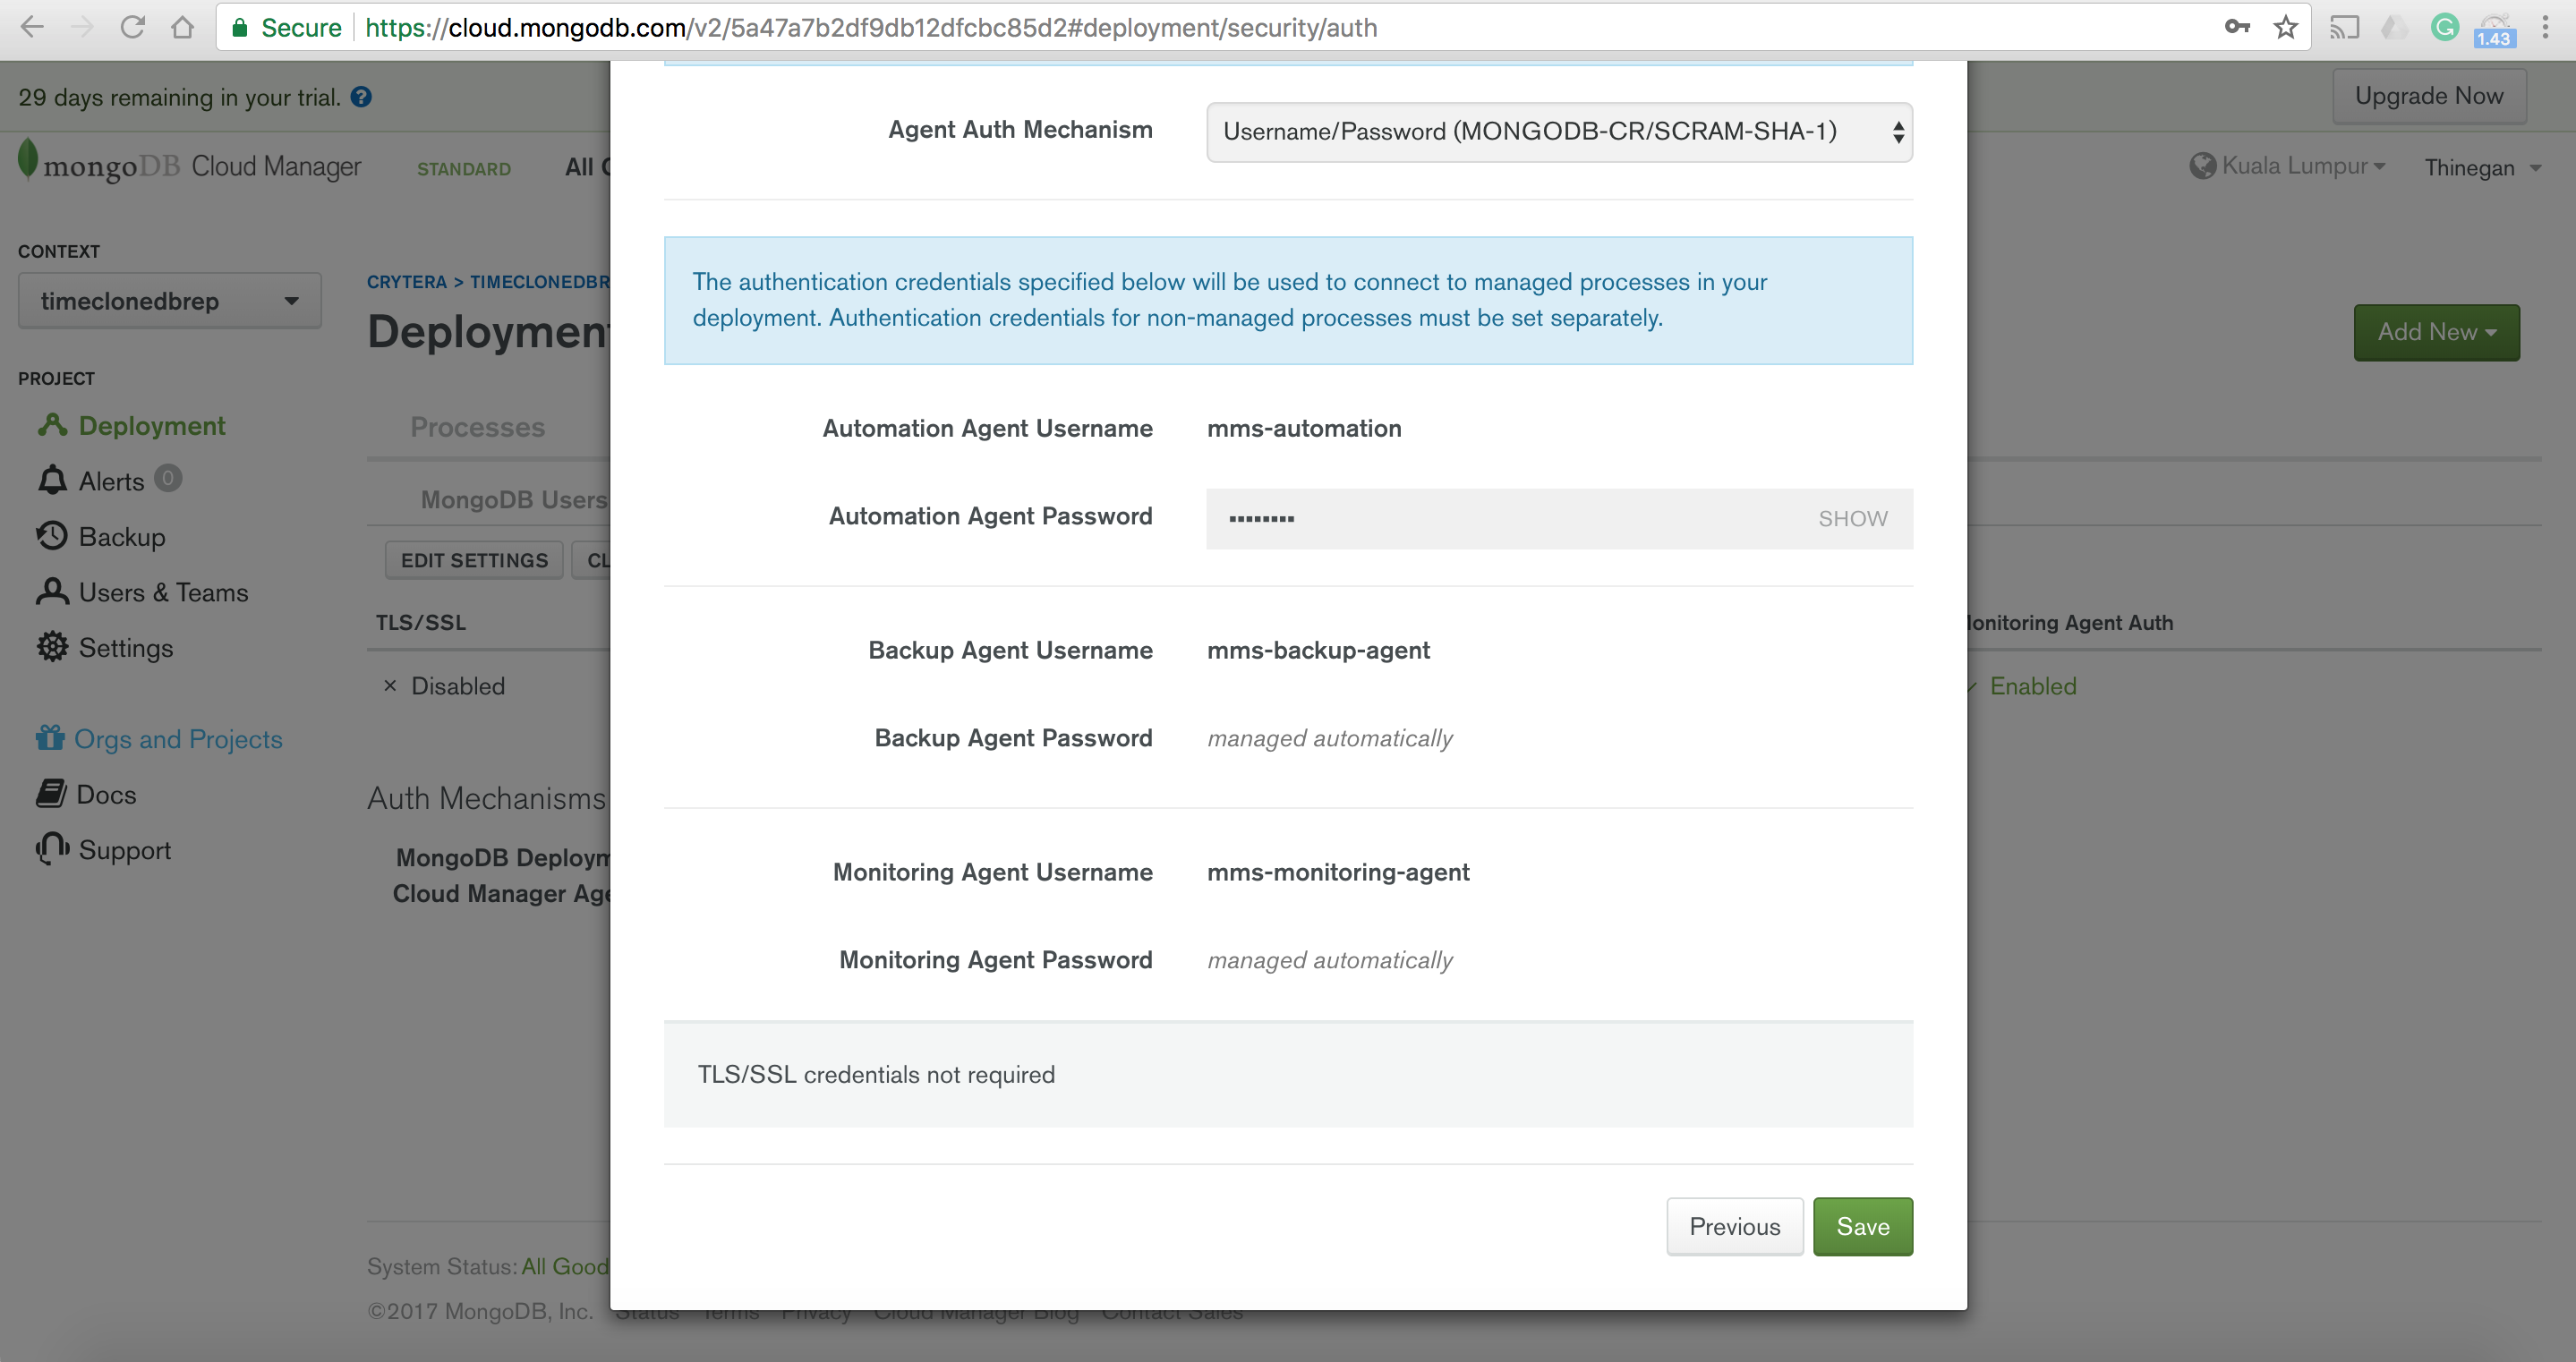 Secure https://cloud.mongodb.com/v2/5a47a7b2df9db12dfcbc85d2#deployment/security/auth
1.43
29 days remaining in your trial. ?
Upgrade Now
mongoDB Cloud Manager STANDARD All
Kuala Lumpur Thinegan
CONTEXT
timeclonedbrep
PROJECT
Deployment
Alerts 0
Backup
Users & Teams
Settings
Orgs and Projects
Docs
Support
CRYTERA > TIMECLONEDBR
Deploymen
Add New
Processes
MongoDB Users
EDIT SETTINGS CL
TLS/SSL
× Disabled
Auth Mechanisms
MongoDB Deploym
Cloud Manager Age
onitoring Agent Auth
Enabled
Agent Auth Mechanism Username/Password (MONGODB-CR/SCRAM-SHA-1)
The authentication credentials specified below will be used to connect to managed processes in your
deployment. Authentication credentials for non-managed processes must be set separately.
Automation Agent Username mms-automation
Automation Agent Password •••••••• SHOW
Backup Agent Username mms-backup-agent
Backup Agent Password managed automatically
Monitoring Agent Username mms-monitoring-agent
Monitoring Agent Password managed automatically
TLS/SSL credentials not required
Previous Save
System Status: All Good
©2017 MongoDB, Inc. Status Terms Privacy Cloud Manager Blog Contact Sales